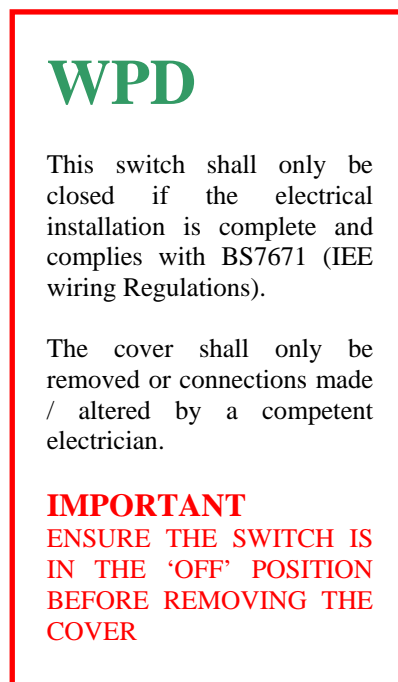 WPD
This switch shall only be
closed if the electrical
installation is complete and
complies with BS7671 (IEE
wiring Regulations).
The cover shall only be
removed or connections made
/ altered by a competent
electrician.
IMPORTANT
ENSURE THE SWITCH IS
IN THE ‘OFF’ POSITION
BEFORE REMOVING THE
COVER